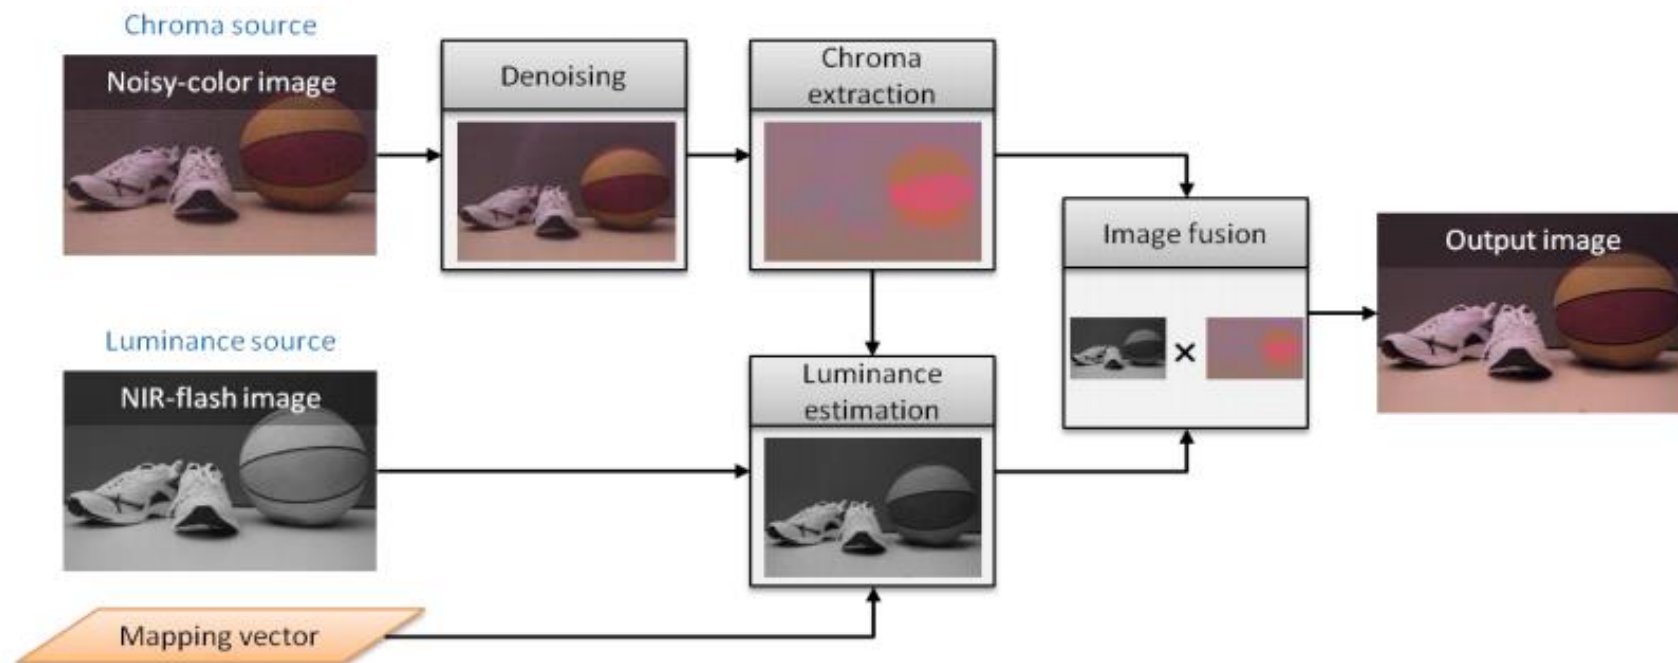 Chroma source
Noisy-color image
Denoising
Chroma
extraction
Image fusion
×
Output image
Luminance source
NIR-flash image
Luminance
estimation
Mapping vector